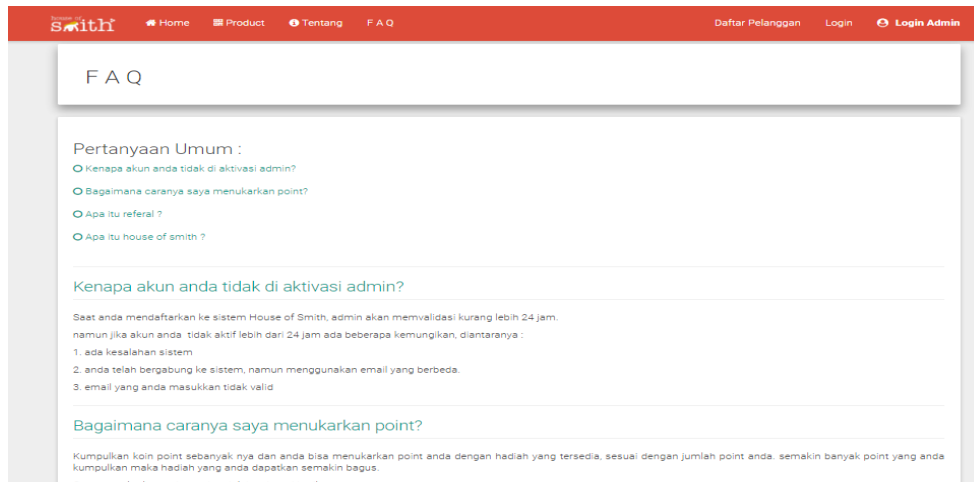 House of
Smith
Home
Product
Tentang
F A Q
Daftar Pelanggan
Login
Login Admin
F A Q
Pertanyaan Umum :
Kenapa akun anda tidak di aktivasi admin?
Bagaimana caranya saya menukarkan point?
Apa itu referal ?
Apa itu house of smith ?
Kenapa akun anda tidak di aktivasi admin?
Saat anda mendaftarkan ke sistem House of Smith, admin akan memvalidasi kurang lebih 24 jam.
namun jika akun anda tidak aktif lebih dari 24 jam ada beberapa kemungikan, diantaranya :
1. ada kesalahan sistem
2. anda telah bergabung ke sistem, namun menggunakan email yang berbeda.
3. email yang anda masukkan tidak valid
Bagaimana caranya saya menukarkan point?
Kumpulkan koin point sebanyak nya dan anda bisa menukarkan point anda dengan hadiah yang tersedia, sesuai dengan jumlah point anda. semakin banyak point yang anda
kumpulkan maka hadiah yang anda dapatkan semakin bagus.